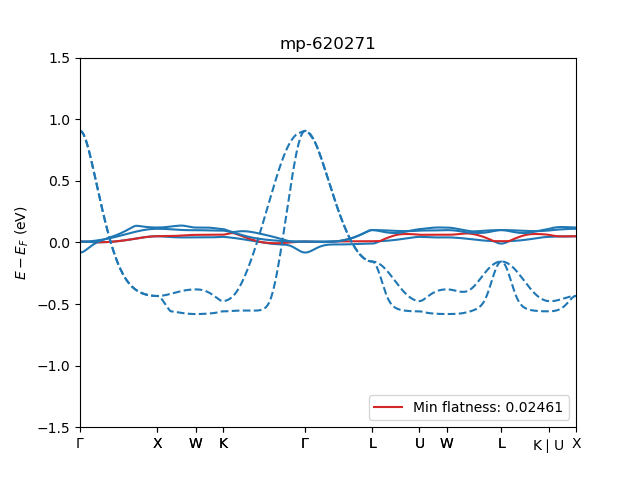 mp-620271
1.5
1.0
0.5
0.0
−0.5
−1.0
−1.5
E − E_F (eV)
Min flatness: 0.02461
Γ X W K Γ L U W L K | U X